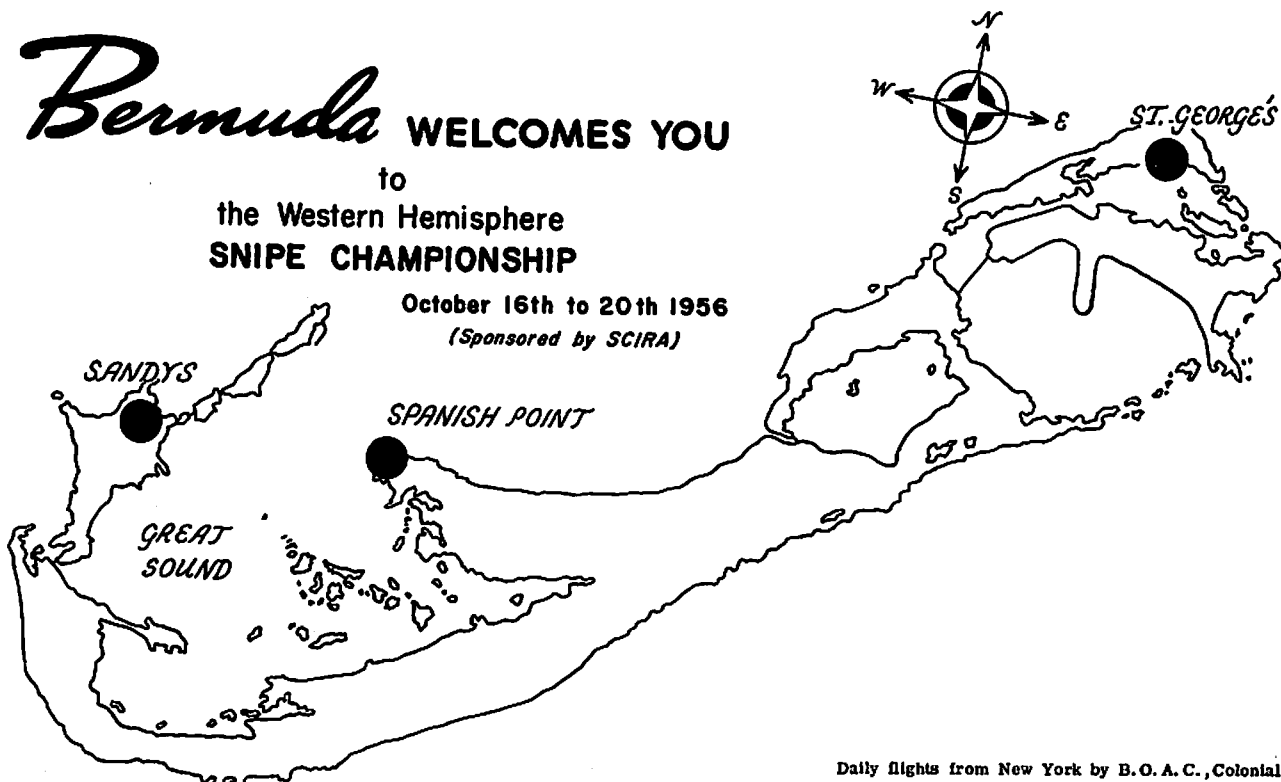 Bermuda WELCOMES YOU
to
the Western Hemisphere
SNIPE CHAMPIONSHIP
October 16th to 20th 1956
(Sponsored by SCIRA)
N
W
E
S
ST. GEORGE'S
SANDYS
SPANISH POINT
GREAT
SOUND
Daily flights from New York by B. O. A. C., Colonial